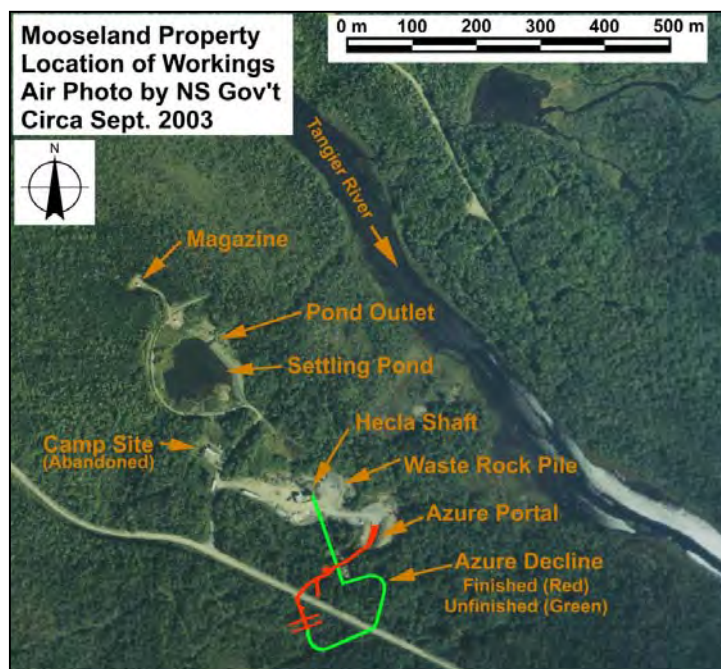 Mooseland Property
Location of Workings
Air Photo by NS Gov't
Circa Sept. 2003
0 m 100 200 300 400 500 m
N
Tangier River
Magazine
Pond Outlet
Settling Pond
Hecla Shaft
Camp Site
(Abandoned)
Waste Rock Pile
Azure Portal
Azure Decline
Finished (Red)
Unfinished (Green)